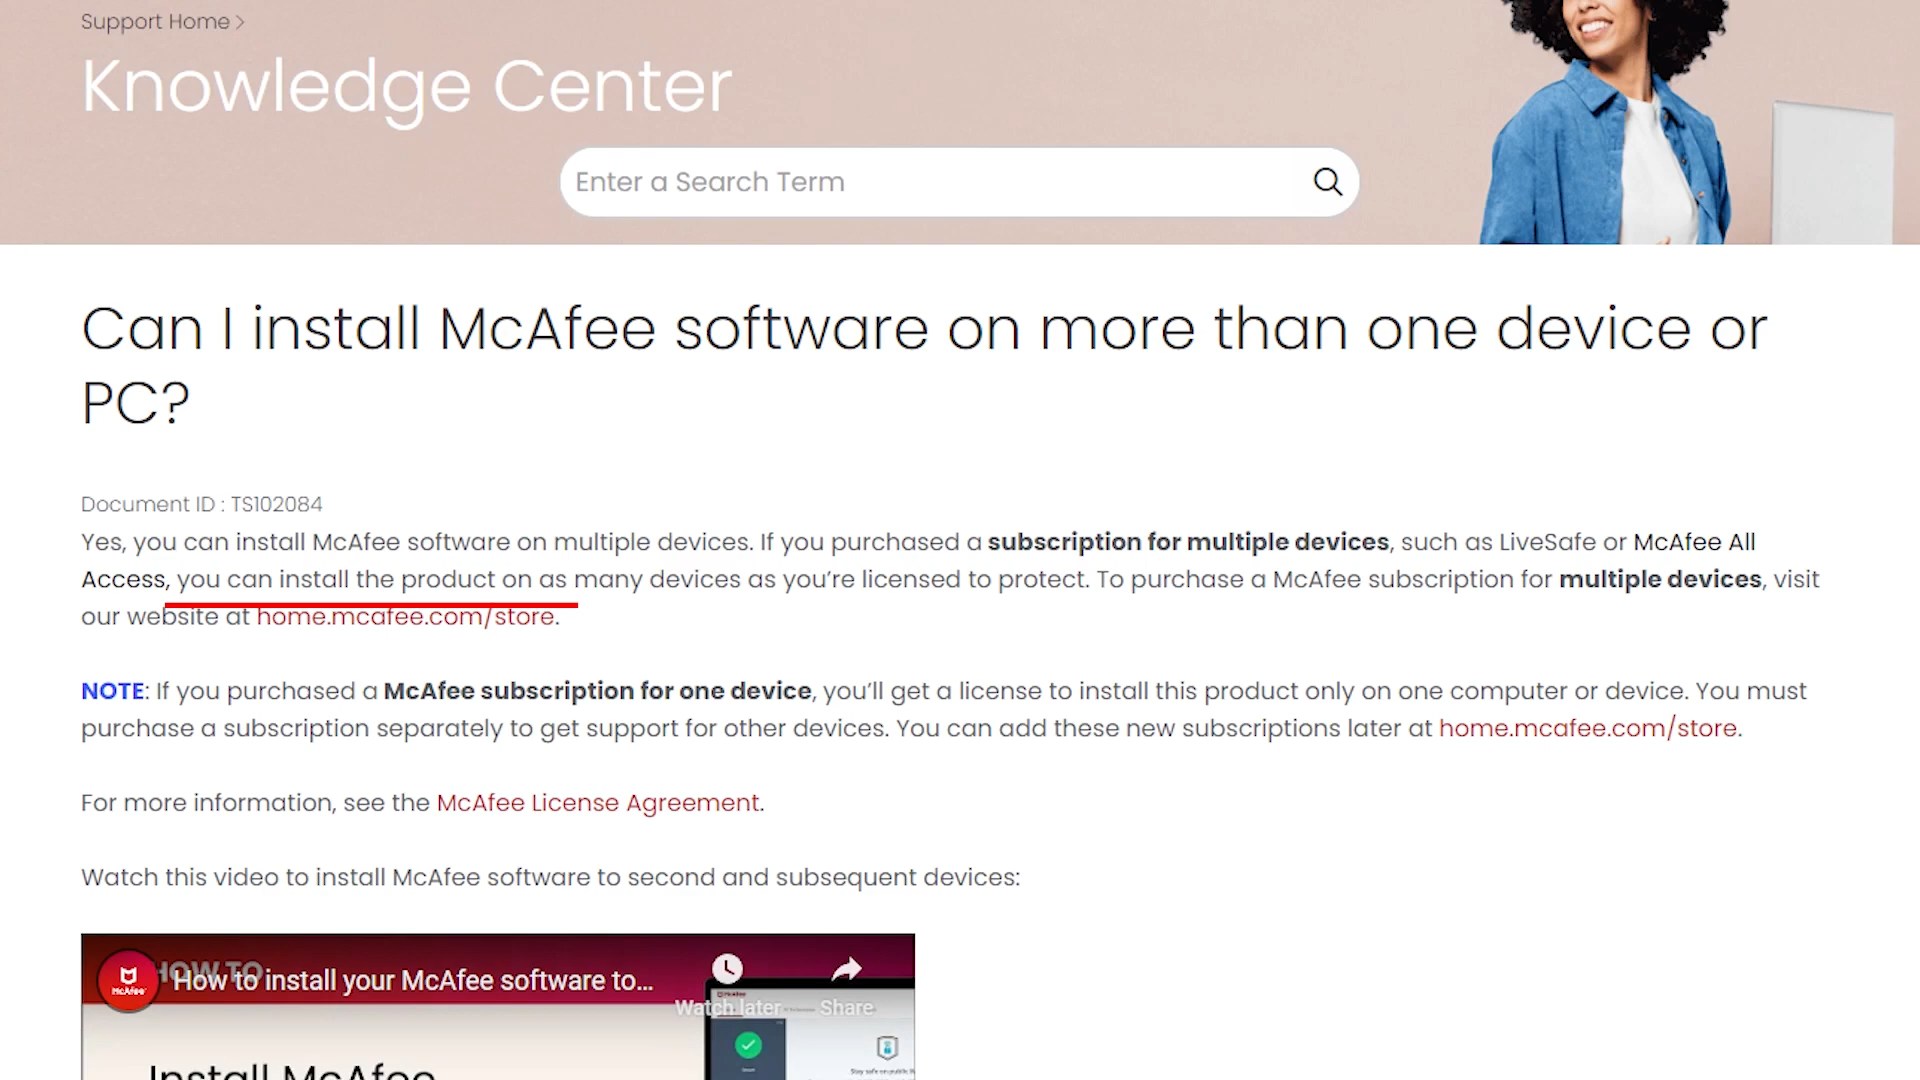 Support Home >
Knowledge Center
Enter a Search Term
Can I install McAfee software on more than one device or
PC?
Document ID : TS102084
Yes, you can install McAfee software on multiple devices. If you purchased a subscription for multiple devices, such as LiveSafe or McAfee All
Access, you can install the product on as many devices as you’re licensed to protect. To purchase a McAfee subscription for multiple devices, visit
our website at home.mcafee.com/store.
NOTE: If you purchased a McAfee subscription for one device, you’ll get a license to install this product only on one computer or device. You must
purchase a subscription separately to get support for other devices. You can add these new subscriptions later at home.mcafee.com/store.
For more information, see the McAfee License Agreement.
Watch this video to install McAfee software to second and subsequent devices:
HOW TO
How to install your McAfee software to...
McAfee
Watch later
Share
Install McAfee